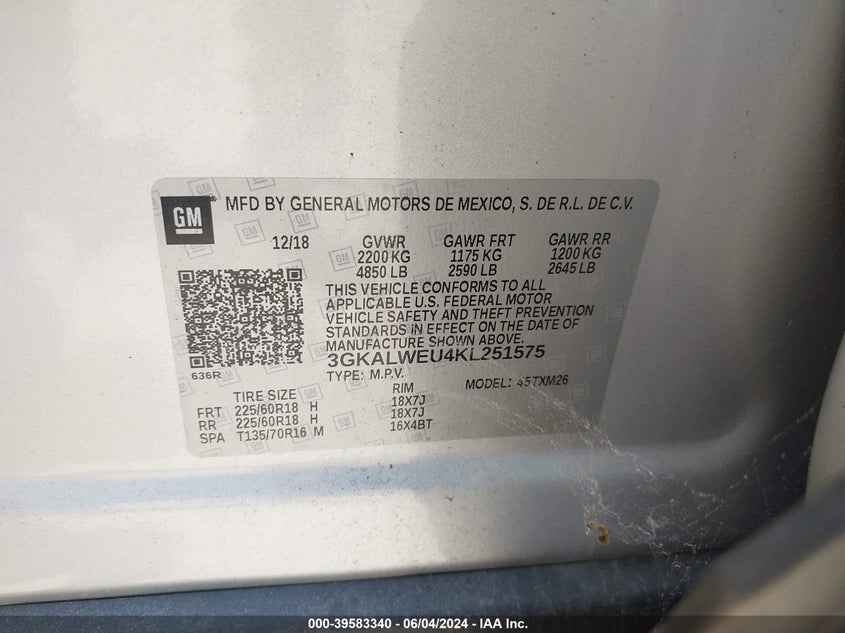 GM MFD BY GENERAL MOTORS DE MEXICO, S. DE R.L. DE C.V.
12/18 GVWR GAWR FRT GAWR RR
2200 KG 1175 KG 1200 KG
4850 LB 2590 LB 2645 LB
THIS VEHICLE CONFORMS TO ALL
APPLICABLE U.S. FEDERAL MOTOR
VEHICLE SAFETY AND THEFT PREVENTION
STANDARDS IN EFFECT ON THE DATE OF
MANUFACTURE SHOWN ABOVE.
3GKALWEU4KL251575
636R TYPE: M.P.V. MODEL: 45TXM26
TIRE SIZE RIM
FRT 225/60R18 H 18X7J
RR 225/60R18 H 18X7J
SPA T135/70R16 M 16X4BT
000-39583340 - 06/04/2024 - IAA Inc.